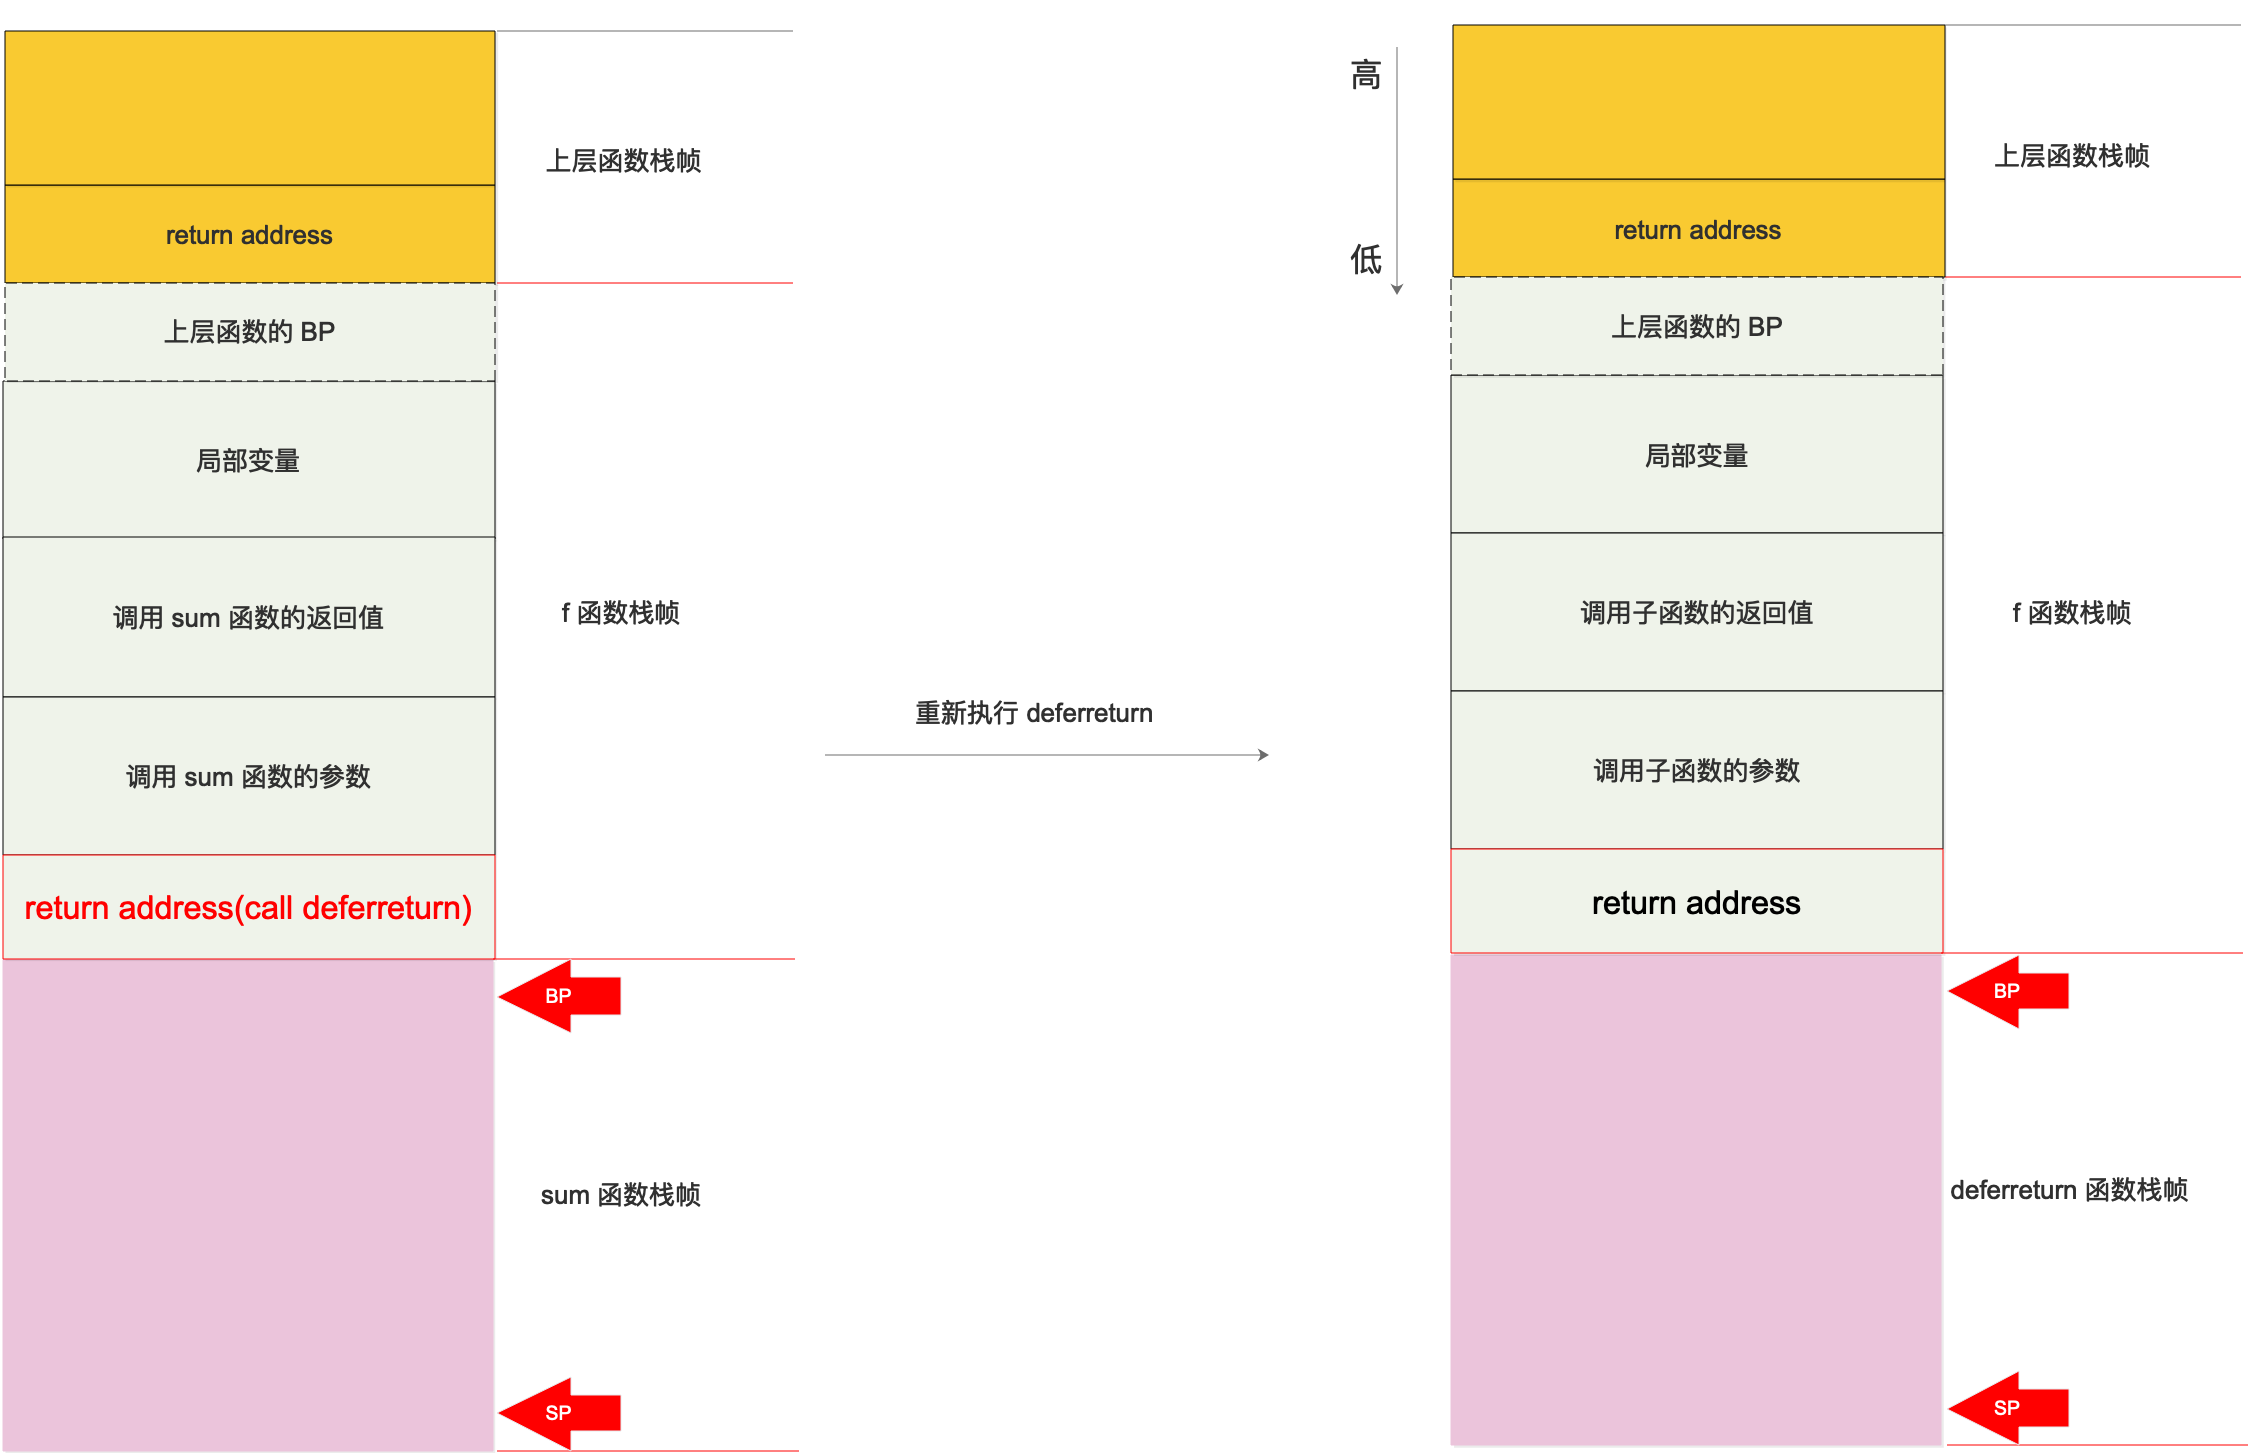 上层函数栈帧
return address
上层函数的 BP
局部变量
调用 sum 函数的返回值
f 函数栈帧
调用 sum 函数的参数
return address(call deferreturn)
BP
sum 函数栈帧
SP
重新执行 deferreturn
高
低
上层函数栈帧
return address
上层函数的 BP
局部变量
调用子函数的返回值
f 函数栈帧
调用子函数的参数
return address
BP
deferreturn 函数栈帧
SP